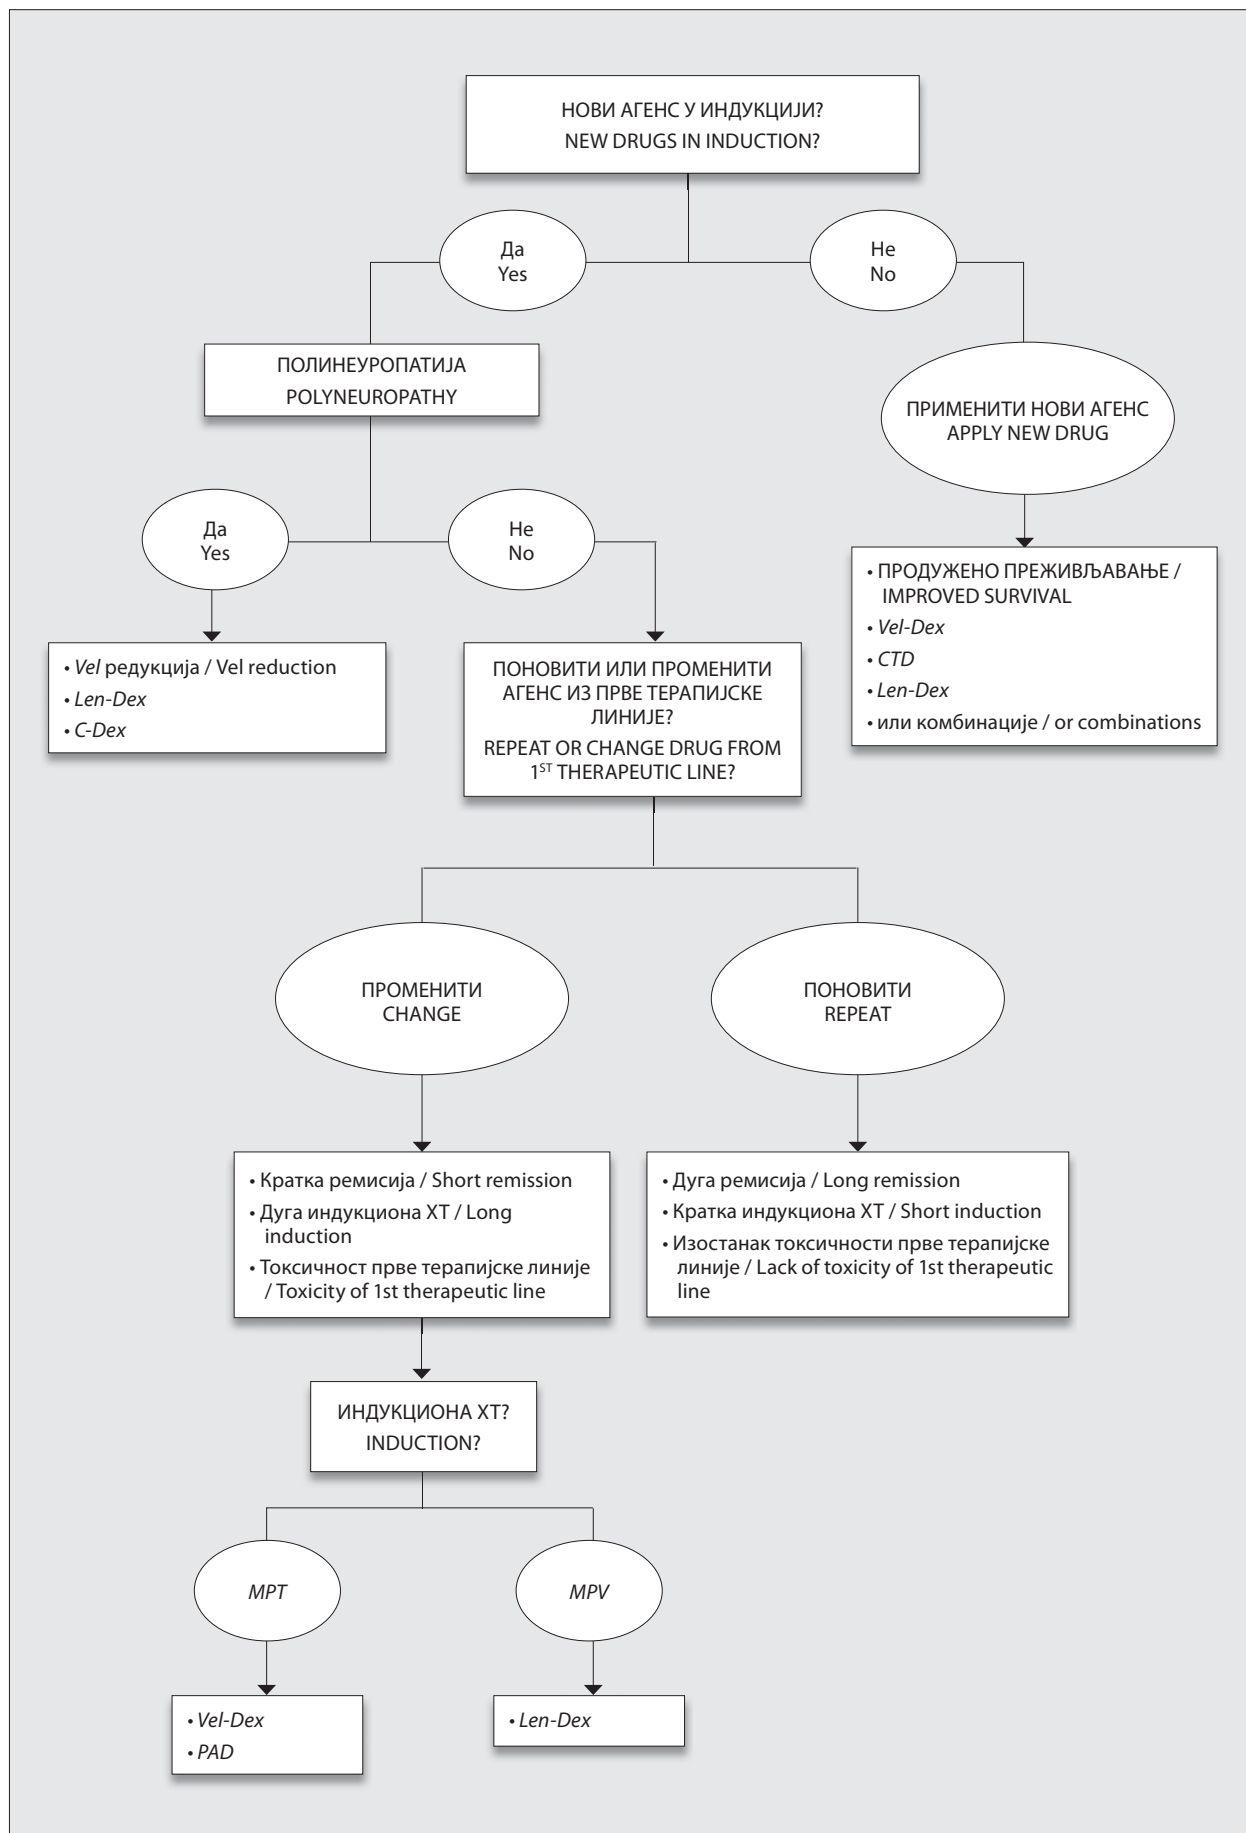 НОВИ АГЕНС У ИНДУКЦИЈИ?
NEW DRUGS IN INDUCTION?
Да
Yes
Не
No
ПОЛИНЕУРОПАТИЈА
POLYNEUROPATHY
ПРИМЕНИТИ НОВИ АГЕНС
APPLY NEW DRUG
Да
Yes
Не
No
• ПРОДУЖЕНО ПРЕЖИВЉАВАЊЕ /
IMPROVED SURVIVAL
• Vel-Dex
• CTD
• Len-Dex
• или комбинације / or combinations
• Vel редукција / Vel reduction
• Len-Dex
• C-Dex
ПОНОВИТИ ИЛИ ПРОМЕНИТИ
АГЕНС ИЗ ПРВЕ ТЕРАПИЈСКЕ
ЛИНИЈЕ?
REPEAT OR CHANGE DRUG FROM
1ST THERAPEUTIC LINE?
ПРОМЕНИТИ
CHANGE
ПОНОВИТИ
REPEAT
• Кратка ремисија / Short remission
• Дуга индукциона ХТ / Long
induction
• Токсичност прве терапијске линије
/ Toxicity of 1st therapeutic line
• Дуга ремисија / Long remission
• Кратка индукциона ХТ / Short induction
• Изостанак токсичности прве терапијске
линије / Lack of toxicity of 1st therapeutic
line
ИНДУКЦИОНА ХТ?
INDUCTION?
MPT
MPV
• Vel-Dex
• PAD
• Len-Dex